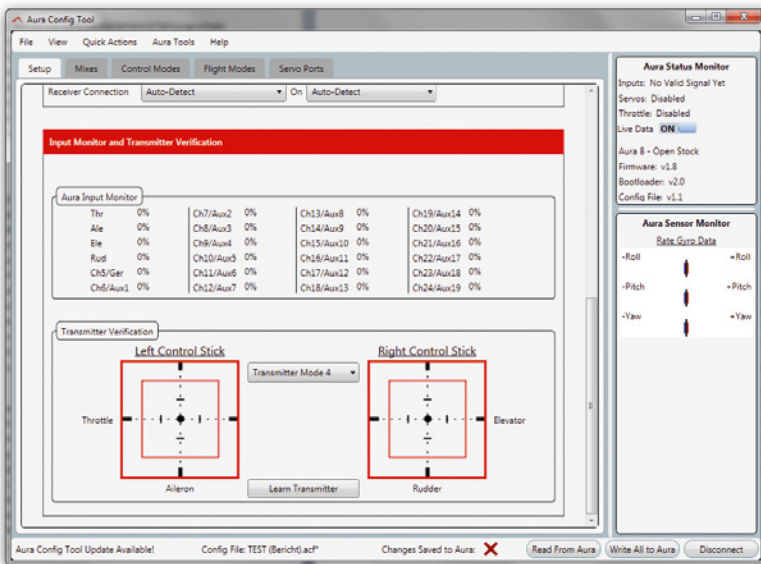 Aura Config Tool
File View Quick Actions Aura Tools Help
Setup Mixes Control Modes Flight Modes Servo Ports
Receiver Connection Auto-Detect On Auto-Detect
Input Monitor and Transmitter Verification
Aura Input Monitor
Thr 0% Ch7/Aux2 0% Ch13/Aux8 0% Ch19/Aux14 0%
Ale 0% Ch8/Aux3 0% Ch14/Aux9 0% Ch20/Aux15 0%
Ele 0% Ch9/Aux4 0% Ch15/Aux10 0% Ch21/Aux16 0%
Rud 0% Ch10/Aux5 0% Ch16/Aux11 0% Ch22/Aux17 0%
Ch5/Ger 0% Ch11/Aux6 0% Ch17/Aux12 0% Ch23/Aux18 0%
Ch6/Aux1 0% Ch12/Aux7 0% Ch18/Aux13 0% Ch24/Aux19 0%
Transmitter Verification
Left Control Stick Right Control Stick
Transmitter Mode 4
Throttle Elevator
Aileron Learn Transmitter Rudder
Aura Status Monitor
Inputs: No Valid Signal Yet
Servos: Disabled
Throttle: Disabled
Live Data ON
Aura 8 - Open Stock
Firmware: v1.8
Bootloader: v2.0
Config File: v1.1
Aura Sensor Monitor
Rate Gyro Data
-Roll +Roll
-Pitch +Pitch
-Yaw +Yaw
Aura Config Tool Update Available! Config File: TEST (Bericht).acf* Changes Saved to Aura: Read From Aura Write All to Aura Disconnect